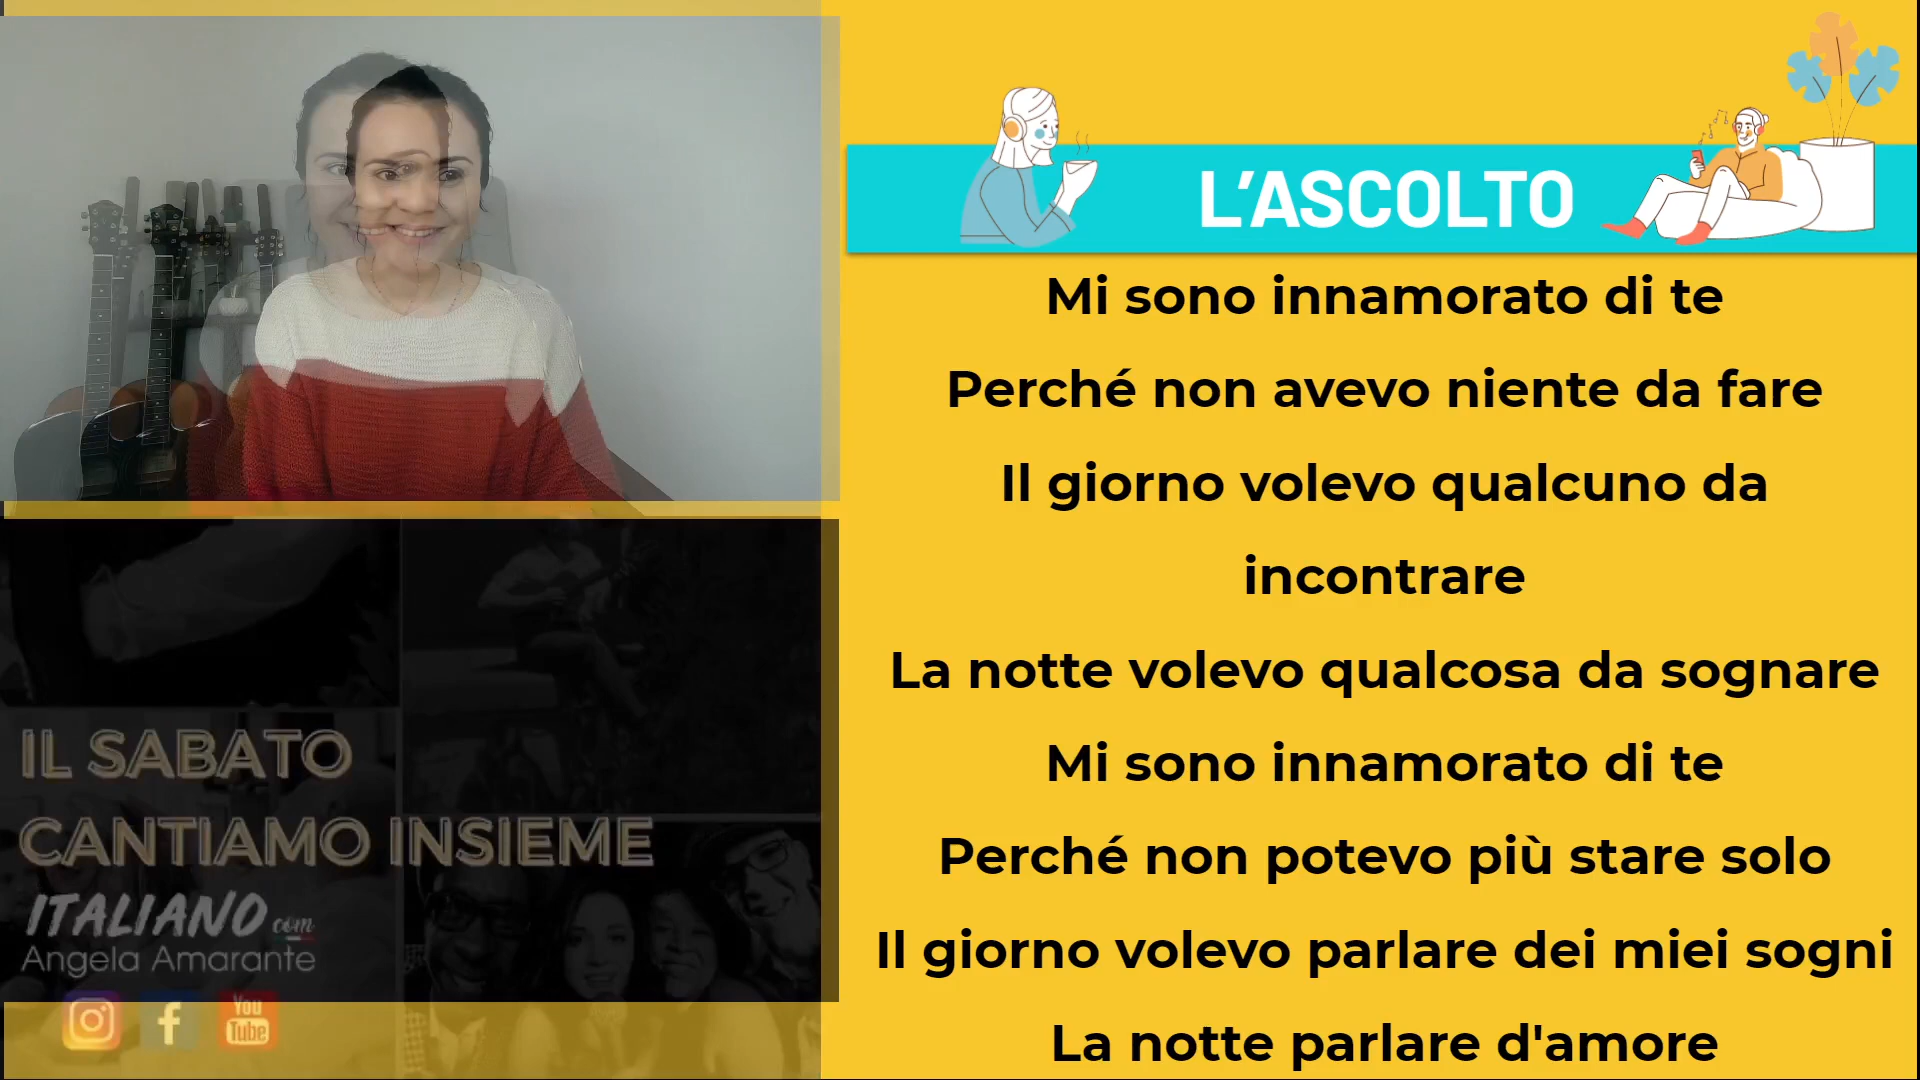 L'ASCOLTO
Mi sono innamorato di te
Perché non avevo niente da fare
Il giorno volevo qualcuno da
incontrare
La notte volevo qualcosa da sognare
Mi sono innamorato di te
Perché non potevo più stare solo
Il giorno volevo parlare dei miei sogni
La notte parlare d'amore
IL SABATO
CANTIAMO INSIEME
ITALIANO com
Angela Amarante
You
Tube